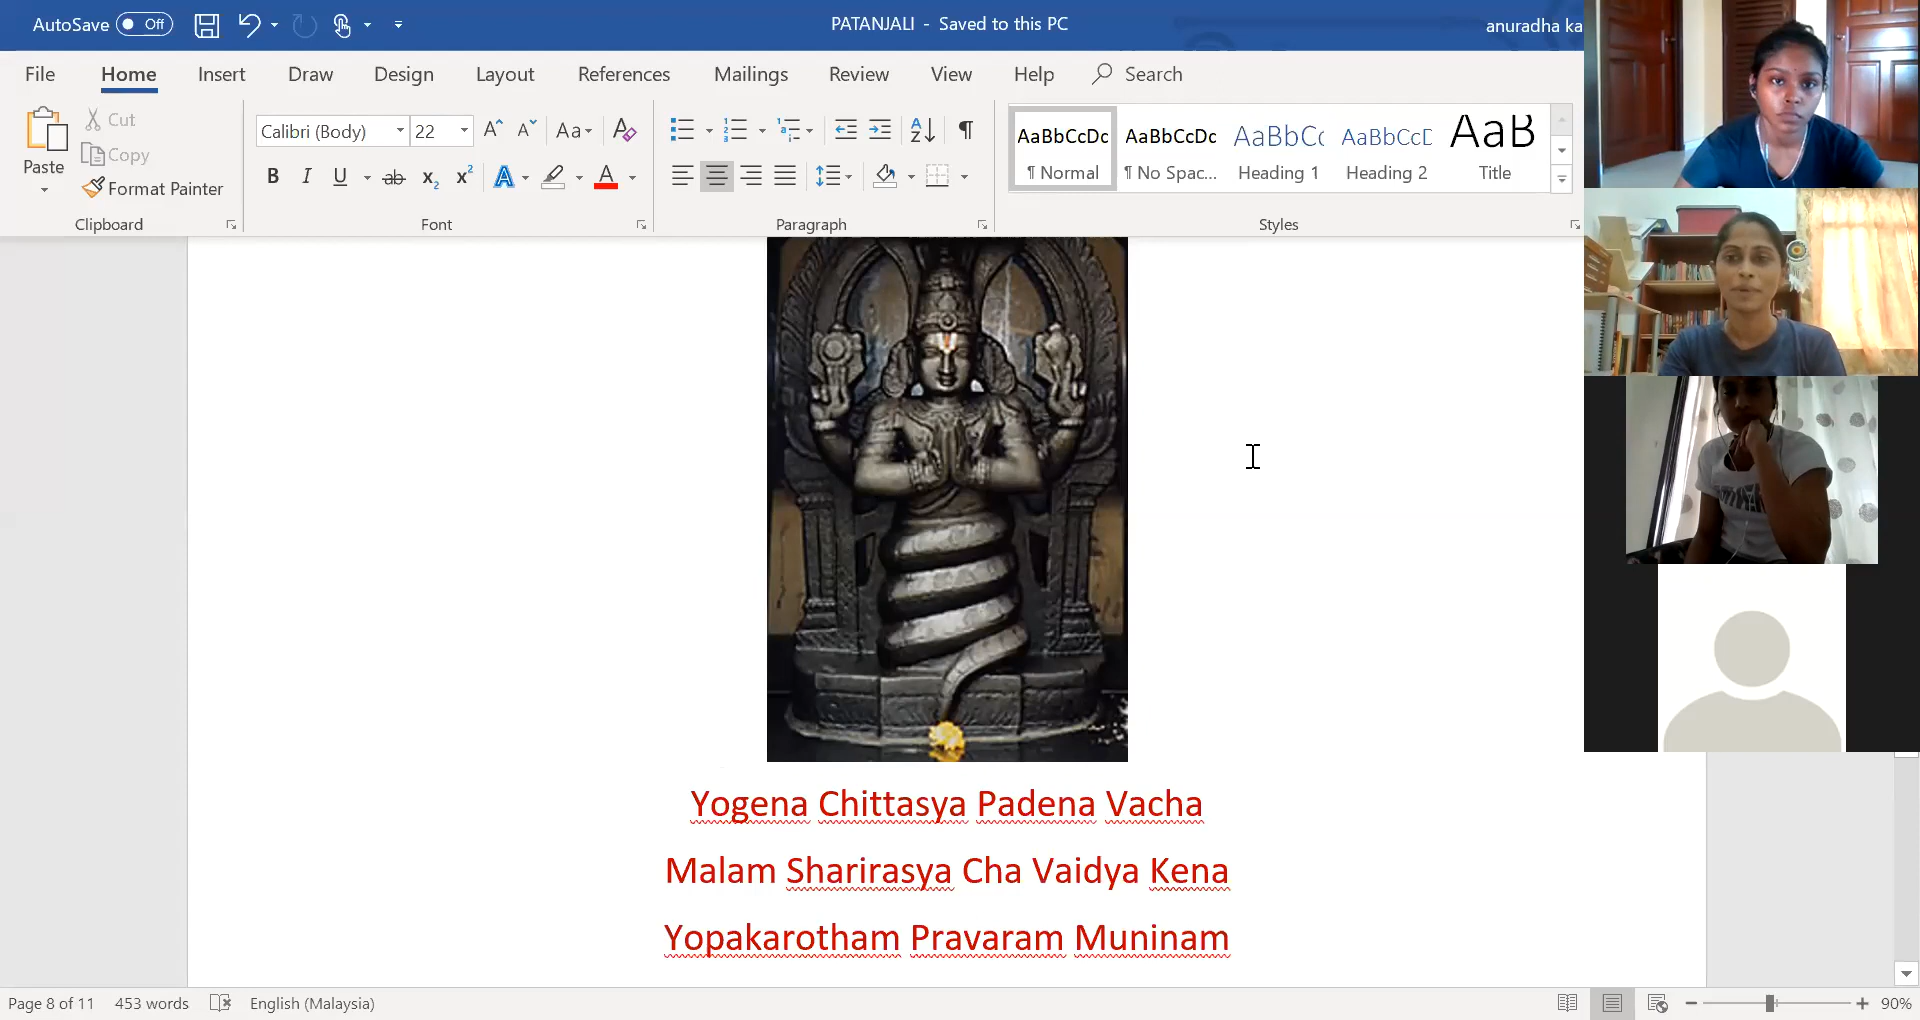 AutoSave Off PATANJALI - Saved to this PC anuradha ka
File Home Insert Draw Design Layout References Mailings Review View Help Search
Paste Cut Copy Format Painter
Calibri (Body) 22 Aa
B I U ab x₂ x² A A
AaBbCcDc AaBbCcDc AaBbCc AaBbCcD AaB
¶ Normal ¶ No Spac... Heading 1 Heading 2 Title
Clipboard Font Paragraph Styles
Yogena Chittasya Padena Vacha
Malam Sharirasya Cha Vaidya Kena
Yopakarotham Pravaram Muninam
Page 8 of 11 453 words English (Malaysia) 90%